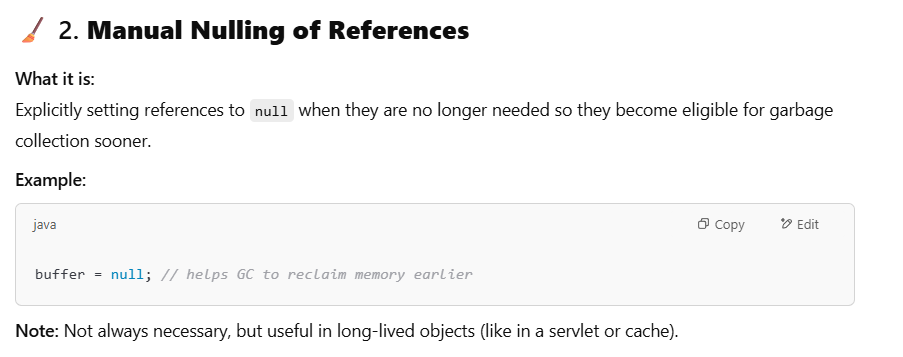 🧹 2. Manual Nulling of References
What it is:
Explicitly setting references to null when they are no longer needed so they become eligible for garbage
collection sooner.
Example:
java Copy Edit
buffer = null; // helps GC to reclaim memory earlier
Note: Not always necessary, but useful in long-lived objects (like in a servlet or cache).